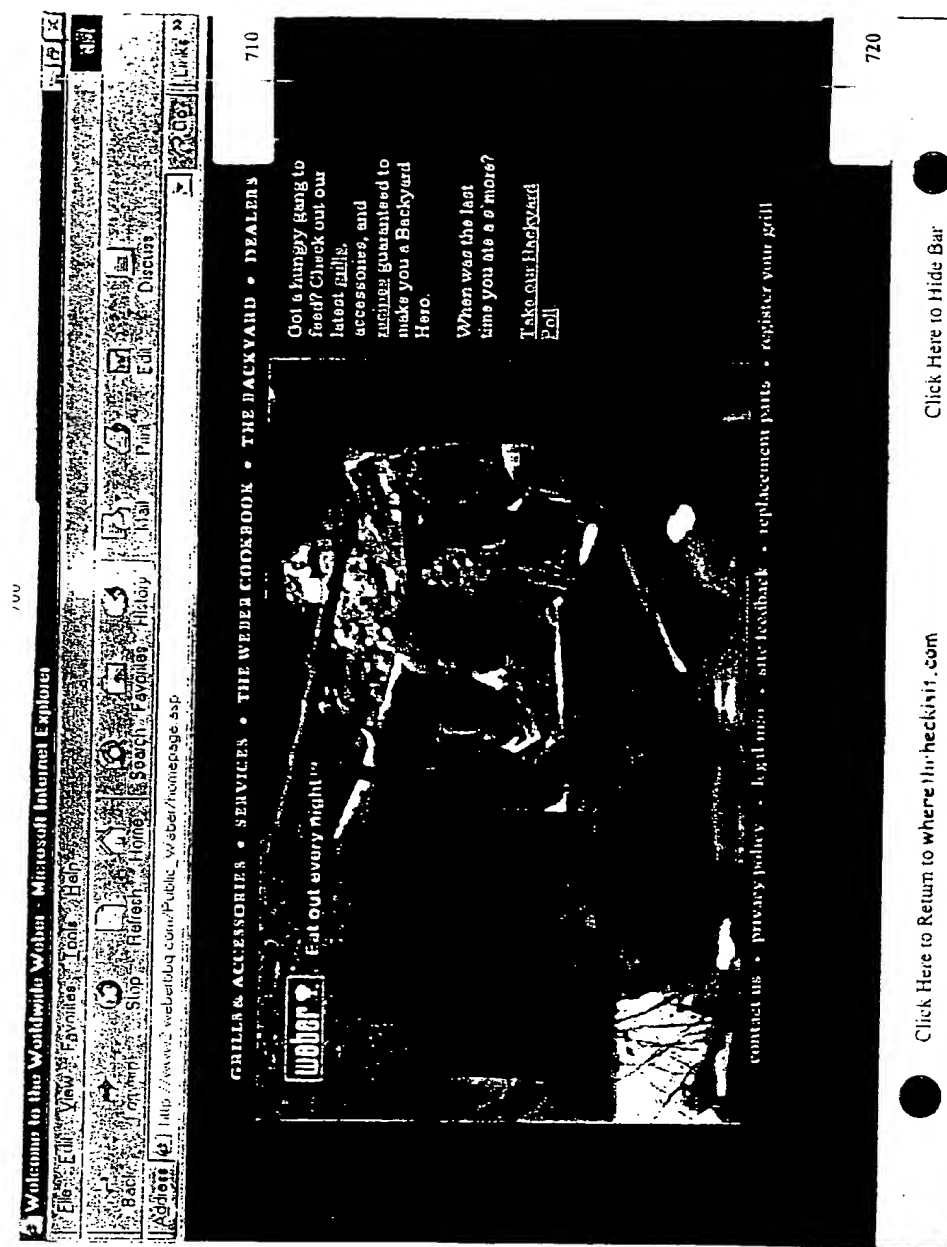 Welcome to the Worldwide Weber - Microsoft Internet Explorer
File Edit View Favorites Tools Help
Back Stop Refresh Home Search Favorites History Mail Print Edit Discuss
Address http://www2.weberbbq.com/Public_Weber/homepage.asp Go Links »
GRILLS & ACCESSORIES • SERVICES • THE WEBER COOKBOOK • THE BACKYARD • DEALERS
710
weber Eat out every night™
Got a hungry gang to
feed? Check out our
latest grills,
accessories, and
recipes guaranteed to
make you a Backyard
Hero.
When was the last
time you ate a s'more?
Take our Backyard
Poll
contact us • privacy policy • legal info • site feedback • replacement parts • register your grill
720
Click Here to Return to wheretheheckisit.com
Click Here to Hide Bar